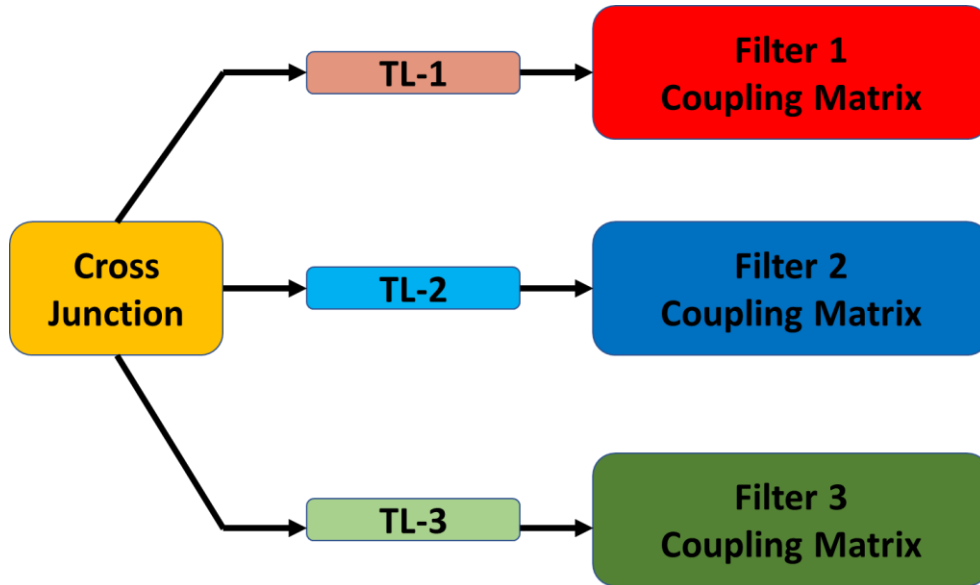 TL-1
Filter 1
Coupling Matrix
Cross
Junction
TL-2
Filter 2
Coupling Matrix
TL-3
Filter 3
Coupling Matrix